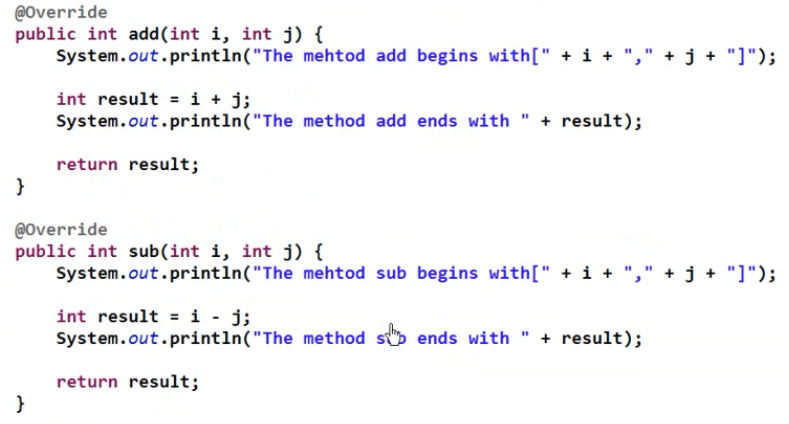 @Override
public int add(int i, int j) {
System.out.println("The mehtod add begins with[" + i + "," + j + "]");
int result = i + j;
System.out.println("The method add ends with " + result);
return result;
}
@Override
public int sub(int i, int j) {
System.out.println("The mehtod sub begins with[" + i + "," + j + "]");
int result = i - j;
System.out.println("The method sub ends with " + result);
return result;
}